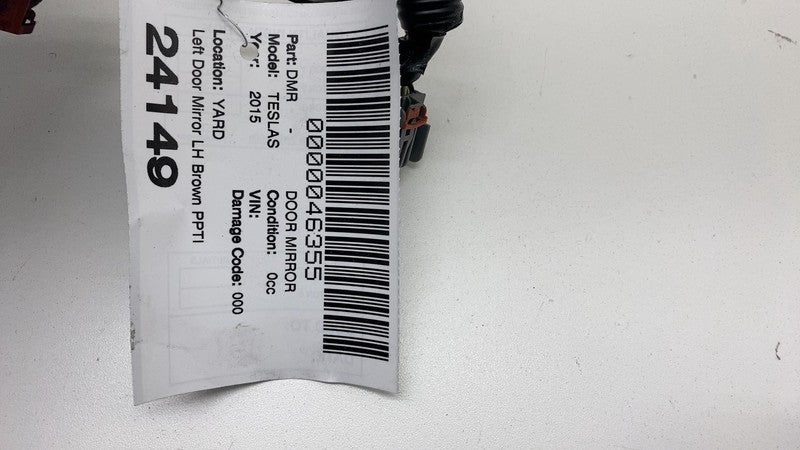 0000046355
Part: DMR - DOOR MIRROR
Model: TESLAS Condition: 0cc
Year: 2015 VIN:
Damage Code: 000
Location: YARD
Left Door Mirror LH Brown PPTI
24149